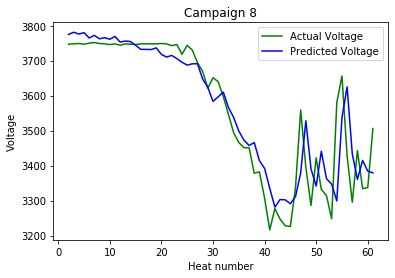 Campaign 8
Actual Voltage
Predicted Voltage
3800
3700
3600
3500
3400
3300
3200
Voltage
0 10 20 30 40 50 60
Heat number